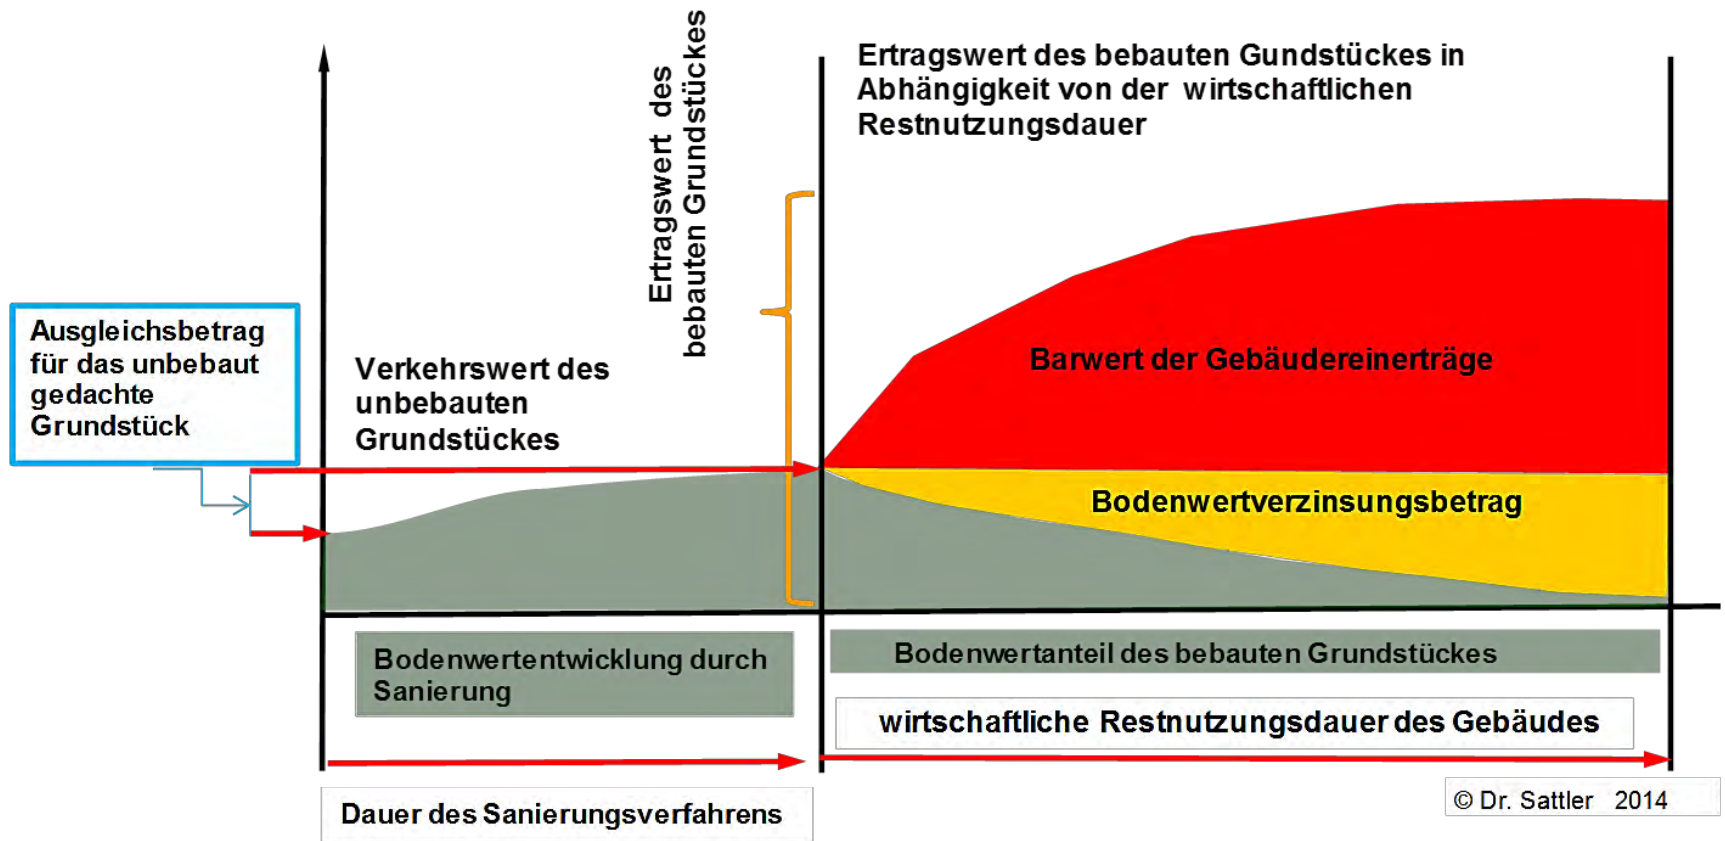 Ertragswert des
bebauten Grundstückes
Ertragswert des bebauten Gundstückes in
Abhängigkeit von der wirtschaftlichen
Restnutzungsdauer
Ausgleichsbetrag
für das unbebaut
gedachte
Grundstück
Verkehrswert des
unbebauten
Grundstückes
Barwert der Gebäudereinerträge
Bodenwertverzinsungsbetrag
Bodenwertentwicklung durch
Sanierung
Bodenwertanteil des bebauten Grundstückes
wirtschaftliche Restnutzungsdauer des Gebäudes
Dauer des Sanierungsverfahrens
© Dr. Sattler 2014